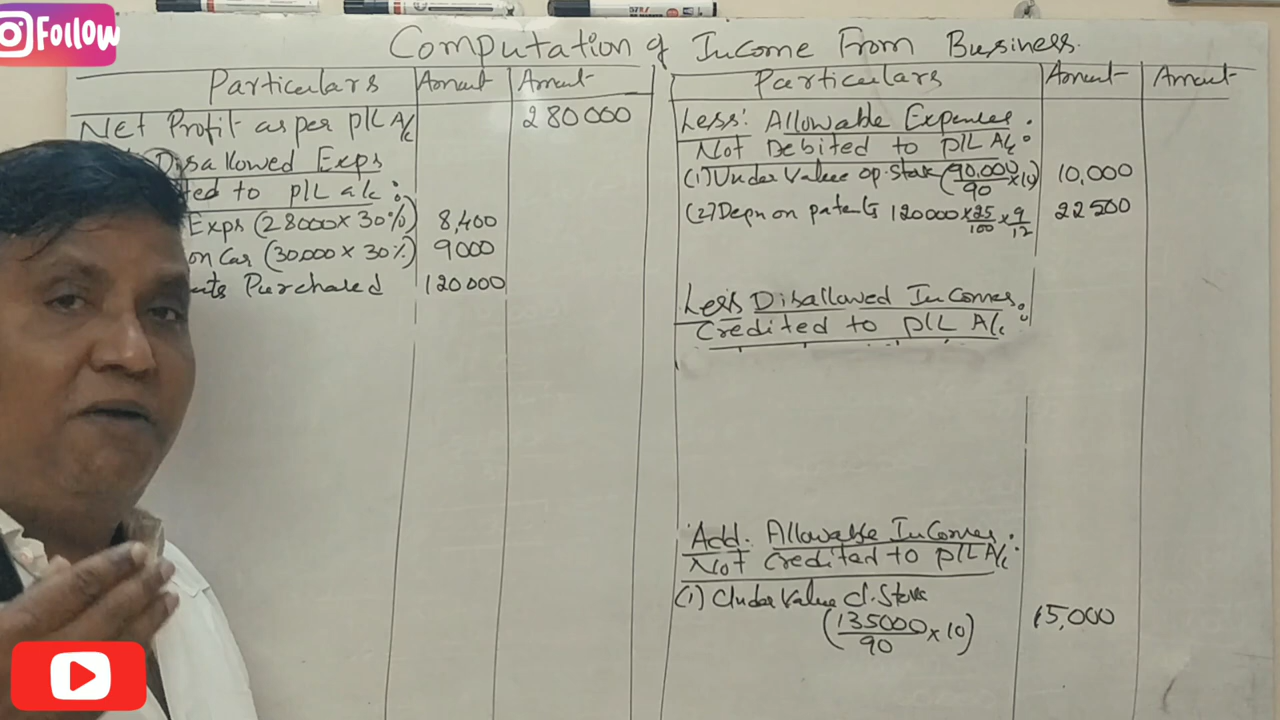 Follow
Computation of Income From Business.
Particulars Amount Amount
Net Profit as per P/L A/c 280000
Disallowed Exps
ted to P/L a/c :
Exps (28000 x 30%) 8,400
on Car (30,000 x 30%) 9000
nts Purchased 120000
Particulars Amount Amount
Less: Allowable Expenses.
Not Debited to P/L A/c :
(1) Under Value op. Stock (90,000/90 x 10) 10,000
(2) Depn on patents 120000 x 25/100 x 9/12 22500
Less Disallowed Incomes.
Credited to P/L A/c :
Add. Allowable Incomes.
Not Credited to P/L A/c :
(1) Under Value cl. Stock
(135000/90 x 10) 15,000